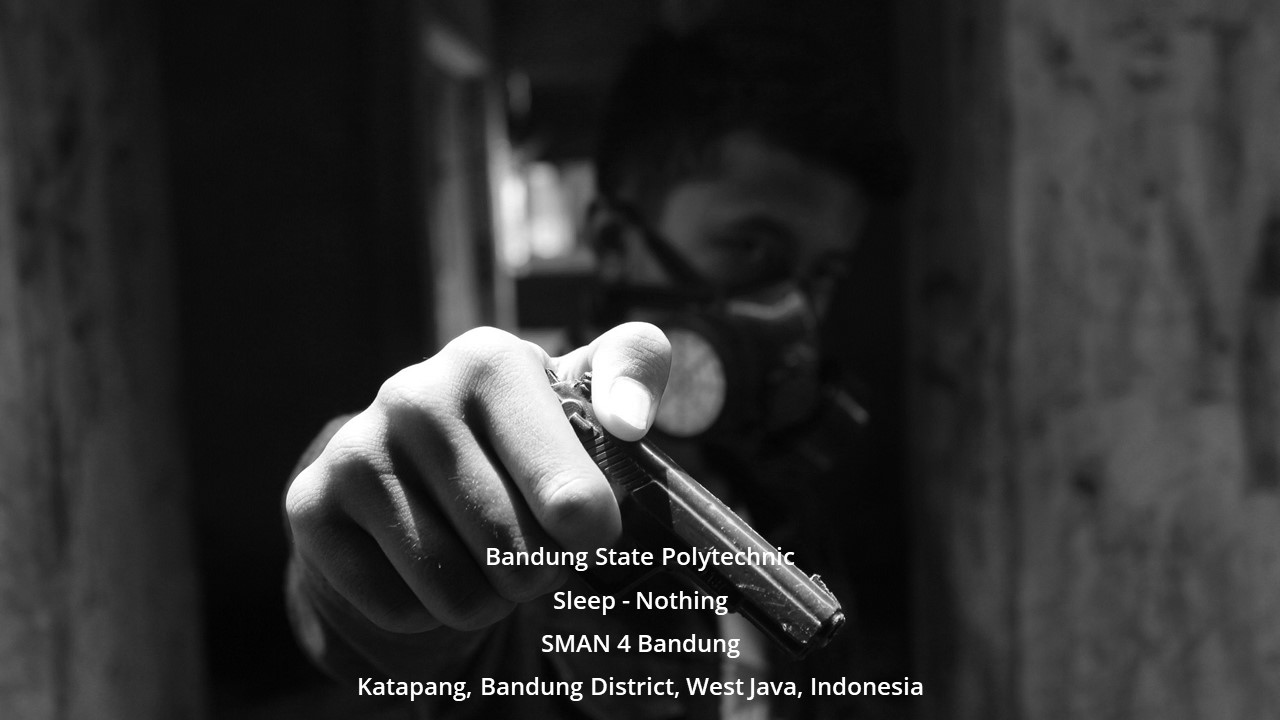 Bandung State Polytechnic
Sleep - Nothing
SMAN 4 Bandung
Katapang, Bandung District, West Java, Indonesia